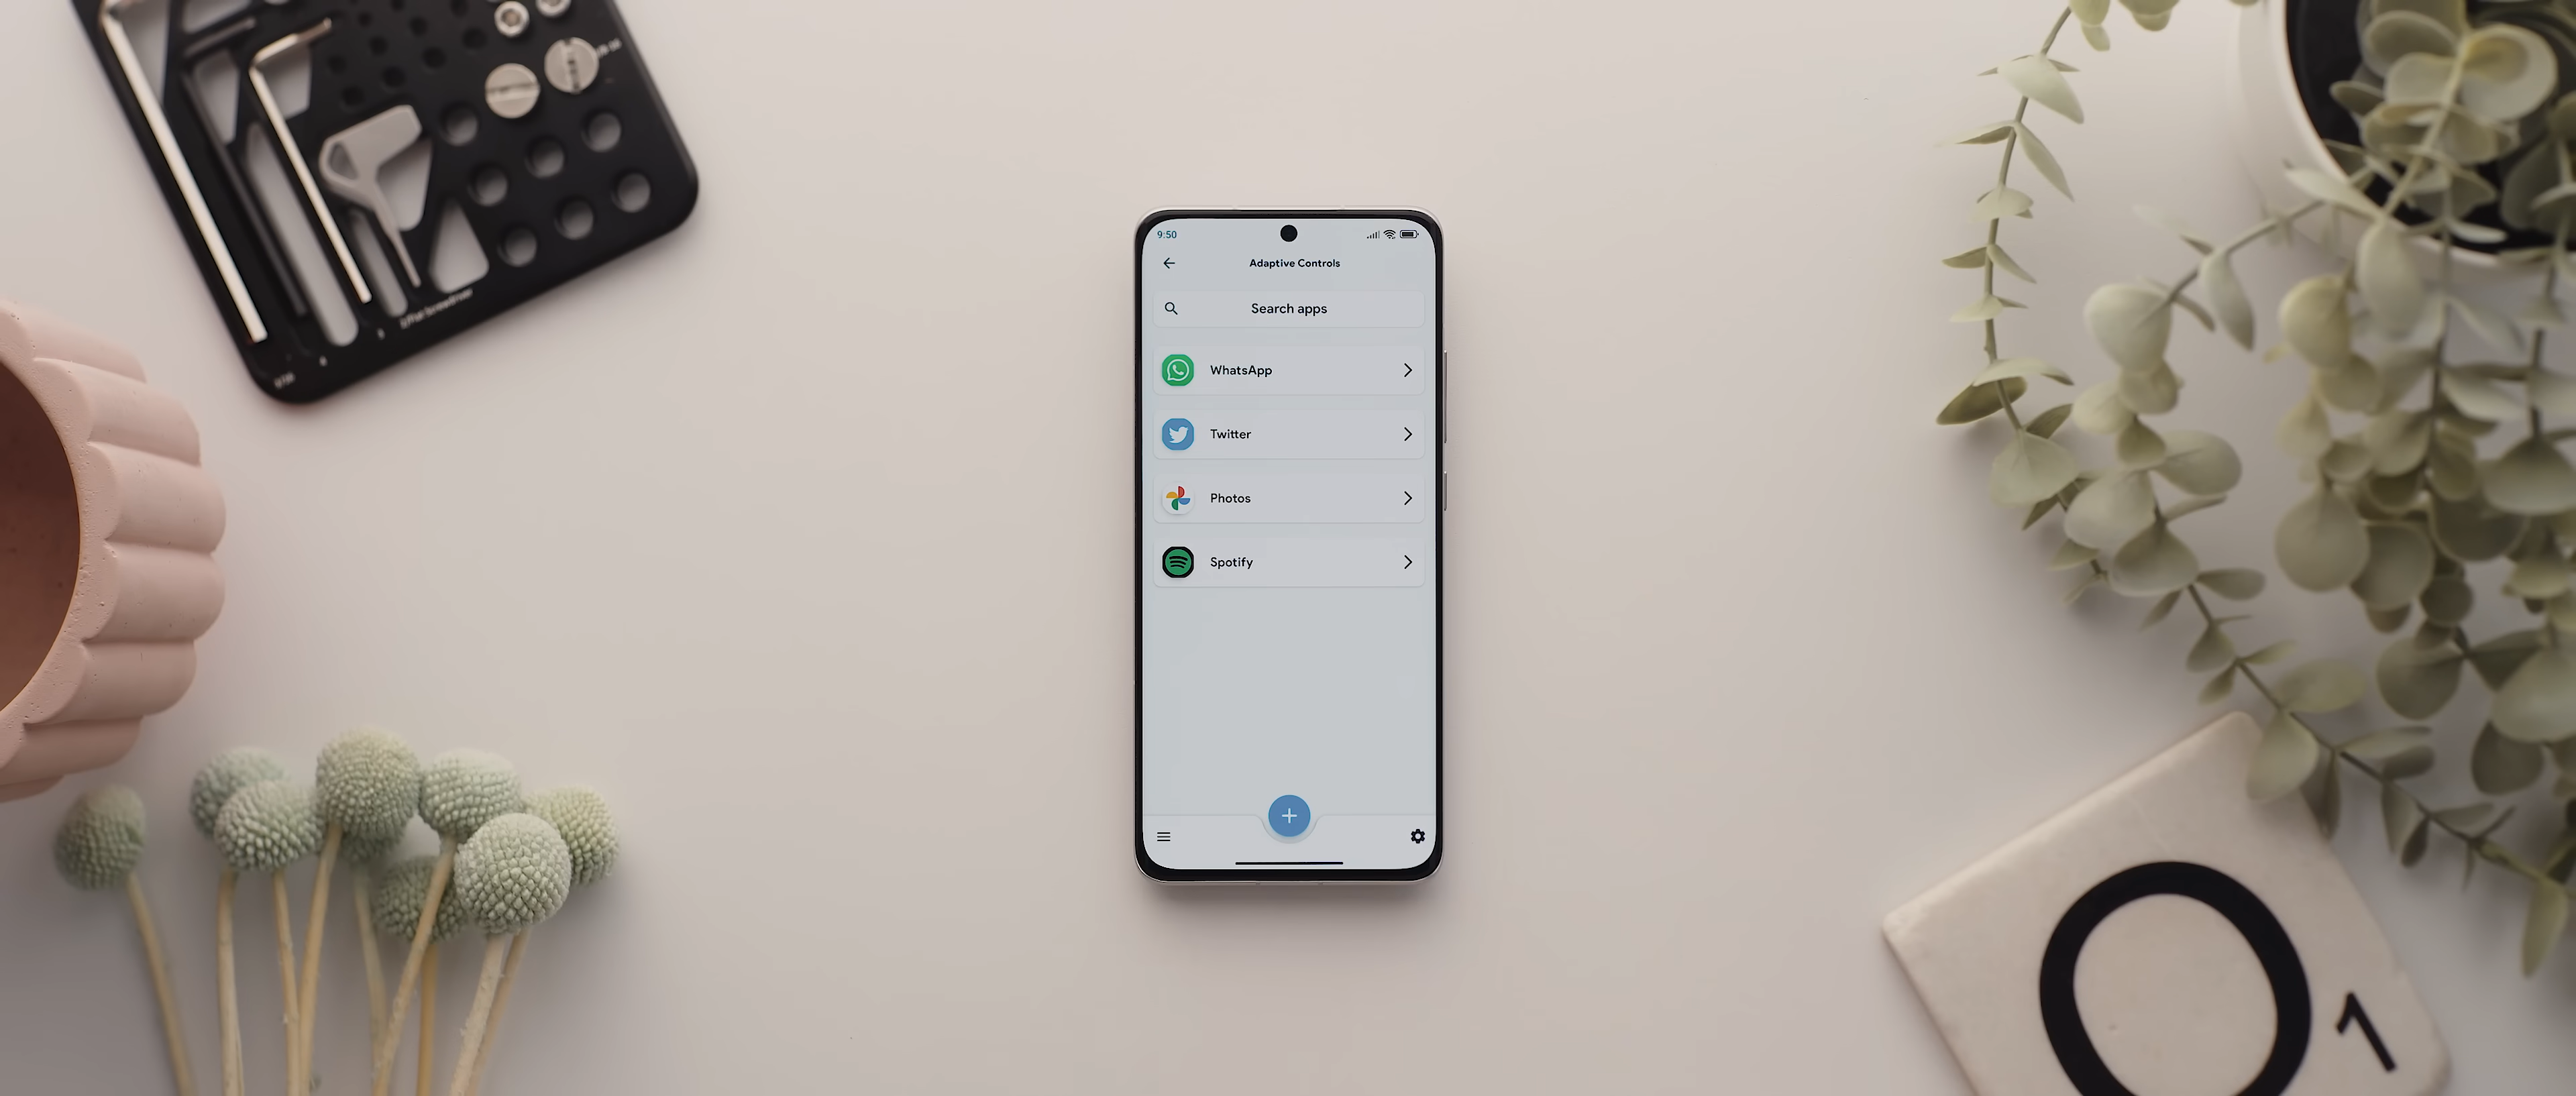 9:50
Adaptive Controls
Search apps
WhatsApp
Twitter
Photos
Spotify
O
1